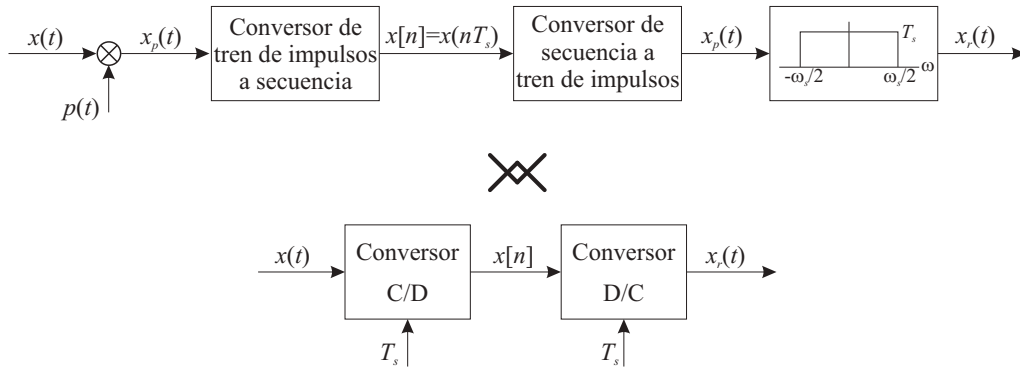 x(t)
x_p(t)
p(t)
Conversor de
tren de impulsos
a secuencia
x[n]=x(nT_s)
Conversor de
secuencia a
tren de impulsos
x_p(t)
T_s
-ω_s/2
ω_s/2
ω
x_r(t)
x(t)
Conversor
C/D
T_s
x[n]
Conversor
D/C
T_s
x_r(t)